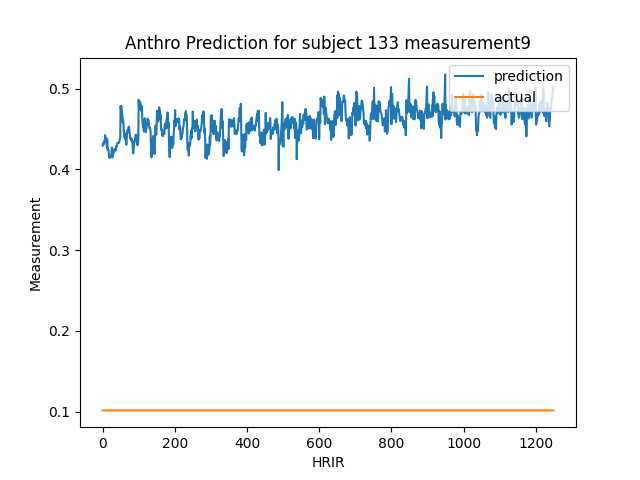 Anthro Prediction for subject 133 measurement9
prediction
actual
0.5
0.4
0.3
0.2
0.1
Measurement
0 200 400 600 800 1000 1200
HRIR